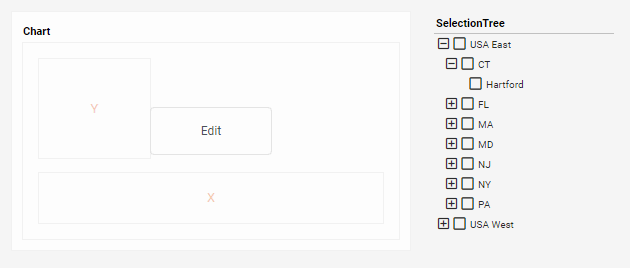 Chart
Y
Edit
X
SelectionTree
USA East
CT
Hartford
FL
MA
MD
NJ
NY
PA
USA West